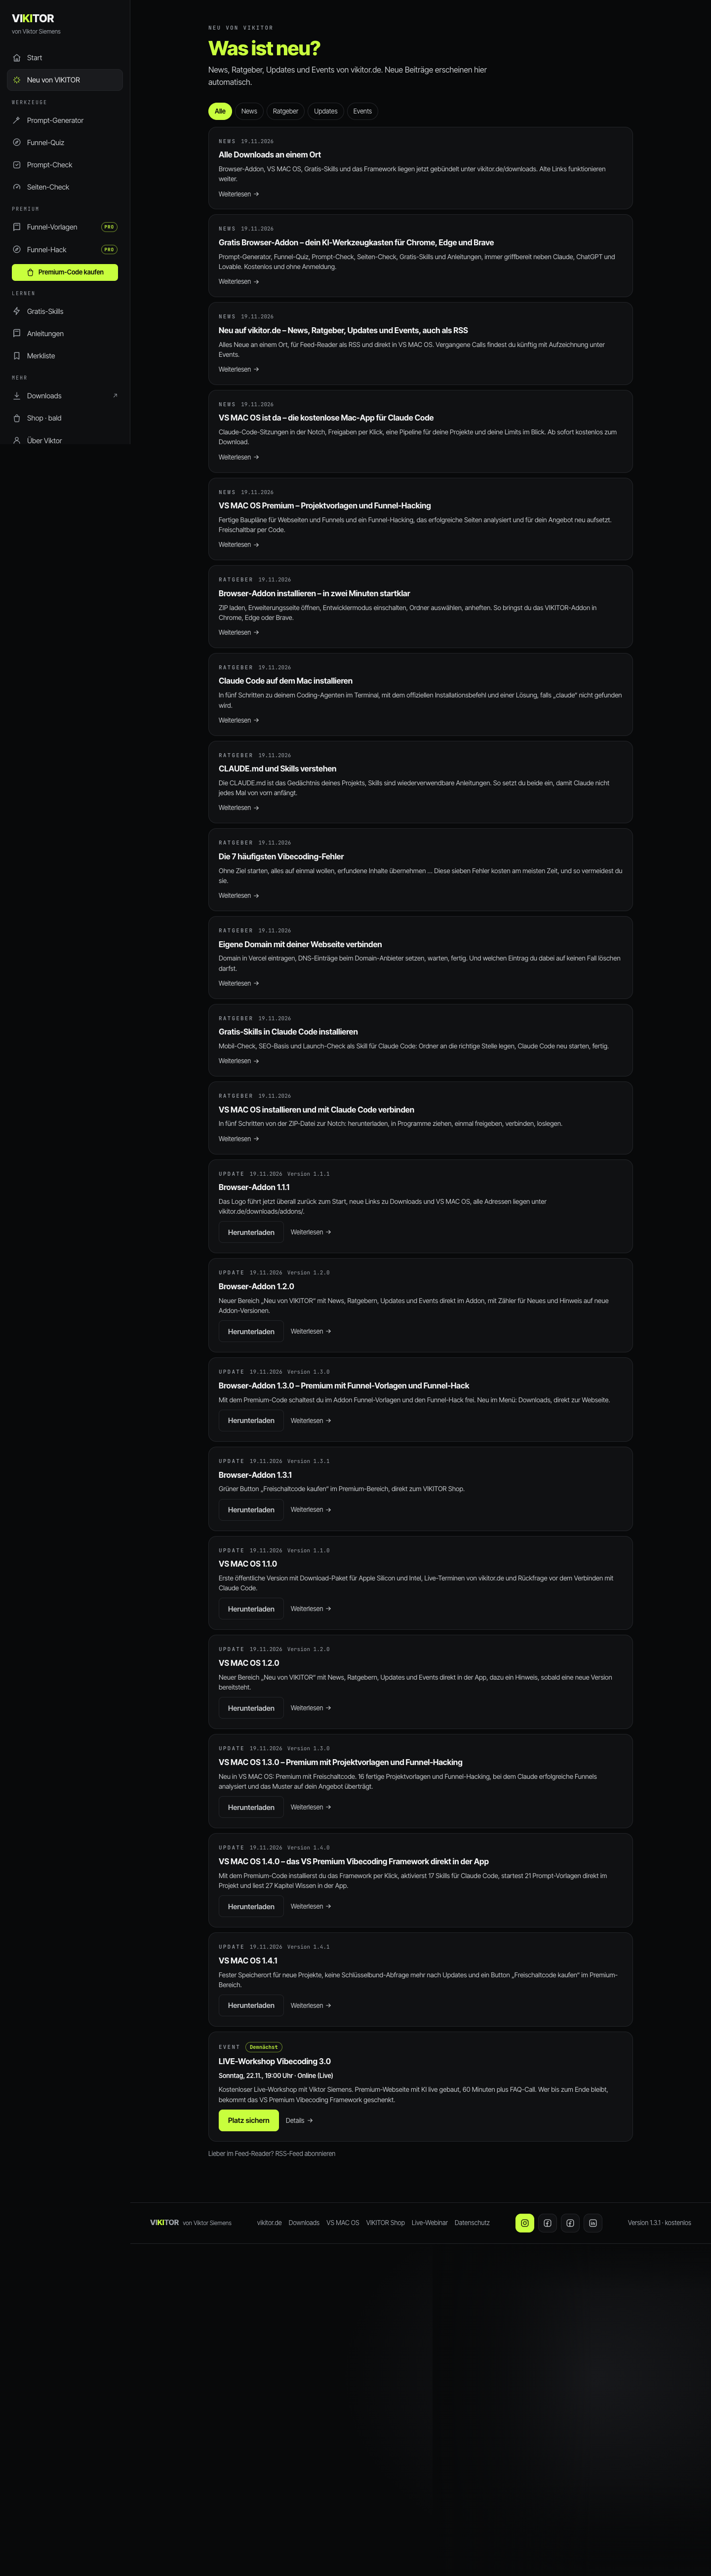 VIKITOR
von Viktor Siemens
Start
Neu von VIKITOR
WERKZEUGE
Prompt-Generator
Funnel-Quiz
Prompt-Check
Seiten-Check
PREMIUM
Funnel-Vorlagen PRO
Funnel-Hack PRO
Premium-Code kaufen
LERNEN
Gratis-Skills
Anleitungen
Merkliste
MEHR
Downloads ↗
Shop · bald
Über Viktor
NEU VON VIKITOR
Was ist neu?
News, Ratgeber, Updates und Events von vikitor.de. Neue Beiträge erscheinen hier
automatisch.
Alle News Ratgeber Updates Events
NEWS 19.11.2026
Alle Downloads an einem Ort
Browser-Addon, VS MAC OS, Gratis-Skills und das Framework liegen jetzt gebündelt unter vikitor.de/downloads. Alte Links funktionieren
weiter.
Weiterlesen →
NEWS 19.11.2026
Gratis Browser-Addon – dein KI-Werkzeugkasten für Chrome, Edge und Brave
Prompt-Generator, Funnel-Quiz, Prompt-Check, Seiten-Check, Gratis-Skills und Anleitungen, immer griffbereit neben Claude, ChatGPT und
Lovable. Kostenlos und ohne Anmeldung.
Weiterlesen →
NEWS 19.11.2026
Neu auf vikitor.de – News, Ratgeber, Updates und Events, auch als RSS
Alles Neue an einem Ort, für Feed-Reader als RSS und direkt in VS MAC OS. Vergangene Calls findest du künftig mit Aufzeichnung unter
Events.
Weiterlesen →
NEWS 19.11.2026
VS MAC OS ist da – die kostenlose Mac-App für Claude Code
Claude-Code-Sitzungen in der Notch, Freigaben per Klick, eine Pipeline für deine Projekte und deine Limits im Blick. Ab sofort kostenlos zum
Download.
Weiterlesen →
NEWS 19.11.2026
VS MAC OS Premium – Projektvorlagen und Funnel-Hacking
Fertige Baupläne für Webseiten und Funnels und ein Funnel-Hacking, das erfolgreiche Seiten analysiert und für dein Angebot neu aufsetzt.
Freischaltbar per Code.
Weiterlesen →
RATGEBER 19.11.2026
Browser-Addon installieren – in zwei Minuten startklar
ZIP laden, Erweiterungsseite öffnen, Entwicklermodus einschalten, Ordner auswählen, anheften. So bringst du das VIKITOR-Addon in
Chrome, Edge oder Brave.
Weiterlesen →
RATGEBER 19.11.2026
Claude Code auf dem Mac installieren
In fünf Schritten zu deinem Coding-Agenten im Terminal, mit dem offiziellen Installationsbefehl und einer Lösung, falls „claude“ nicht gefunden
wird.
Weiterlesen →
RATGEBER 19.11.2026
CLAUDE.md und Skills verstehen
Die CLAUDE.md ist das Gedächtnis deines Projekts, Skills sind wiederverwendbare Anleitungen. So setzt du beide ein, damit Claude nicht
jedes Mal von vorn anfängt.
Weiterlesen →
RATGEBER 19.11.2026
Die 7 häufigsten Vibecoding-Fehler
Ohne Ziel starten, alles auf einmal wollen, erfundene Inhalte übernehmen … Diese sieben Fehler kosten am meisten Zeit, und so vermeidest du
sie.
Weiterlesen →
RATGEBER 19.11.2026
Eigene Domain mit deiner Webseite verbinden
Domain in Vercel eintragen, DNS-Einträge beim Domain-Anbieter setzen, warten, fertig. Und welchen Eintrag du dabei auf keinen Fall löschen
darfst.
Weiterlesen →
RATGEBER 19.11.2026
Gratis-Skills in Claude Code installieren
Mobil-Check, SEO-Basis und Launch-Check als Skill für Claude Code: Ordner an die richtige Stelle legen, Claude Code neu starten, fertig.
Weiterlesen →
RATGEBER 19.11.2026
VS MAC OS installieren und mit Claude Code verbinden
In fünf Schritten von der ZIP-Datei zur Notch: herunterladen, in Programme ziehen, einmal freigeben, verbinden, loslegen.
Weiterlesen →
UPDATE 19.11.2026 Version 1.1.1
Browser-Addon 1.1.1
Das Logo führt jetzt überall zurück zum Start, neue Links zu Downloads und VS MAC OS, alle Adressen liegen unter
vikitor.de/downloads/addons/.
Herunterladen Weiterlesen →
UPDATE 19.11.2026 Version 1.2.0
Browser-Addon 1.2.0
Neuer Bereich „Neu von VIKITOR“ mit News, Ratgebern, Updates und Events direkt im Addon, mit Zähler für Neues und Hinweis auf neue
Addon-Versionen.
Herunterladen Weiterlesen →
UPDATE 19.11.2026 Version 1.3.0
Browser-Addon 1.3.0 – Premium mit Funnel-Vorlagen und Funnel-Hack
Mit dem Premium-Code schaltest du im Addon Funnel-Vorlagen und den Funnel-Hack frei. Neu im Menü: Downloads, direkt zur Webseite.
Herunterladen Weiterlesen →
UPDATE 19.11.2026 Version 1.3.1
Browser-Addon 1.3.1
Grüner Button „Freischaltcode kaufen“ im Premium-Bereich, direkt zum VIKITOR Shop.
Herunterladen Weiterlesen →
UPDATE 19.11.2026 Version 1.1.0
VS MAC OS 1.1.0
Erste öffentliche Version mit Download-Paket für Apple Silicon und Intel, Live-Terminen von vikitor.de und Rückfrage vor dem Verbinden mit
Claude Code.
Herunterladen Weiterlesen →
UPDATE 19.11.2026 Version 1.2.0
VS MAC OS 1.2.0
Neuer Bereich „Neu von VIKITOR“ mit News, Ratgebern, Updates und Events direkt in der App, dazu ein Hinweis, sobald eine neue Version
bereitsteht.
Herunterladen Weiterlesen →
UPDATE 19.11.2026 Version 1.3.0
VS MAC OS 1.3.0 – Premium mit Projektvorlagen und Funnel-Hacking
Neu in VS MAC OS: Premium mit Freischaltcode. 16 fertige Projektvorlagen und Funnel-Hacking, bei dem Claude erfolgreiche Funnels
analysiert und das Muster auf dein Angebot überträgt.
Herunterladen Weiterlesen →
UPDATE 19.11.2026 Version 1.4.0
VS MAC OS 1.4.0 – das VS Premium Vibecoding Framework direkt in der App
Mit dem Premium-Code installierst du das Framework per Klick, aktivierst 17 Skills für Claude Code, startest 21 Prompt-Vorlagen direkt im
Projekt und liest 27 Kapitel Wissen in der App.
Herunterladen Weiterlesen →
UPDATE 19.11.2026 Version 1.4.1
VS MAC OS 1.4.1
Fester Speicherort für neue Projekte, keine Schlüsselbund-Abfrage mehr nach Updates und ein Button „Freischaltcode kaufen“ im Premium-
Bereich.
Herunterladen Weiterlesen →
EVENT Demnächst
LIVE-Workshop Vibecoding 3.0
Sonntag, 22.11., 19:00 Uhr · Online (Live)
Kostenloser Live-Workshop mit Viktor Siemens. Premium-Webseite mit KI live gebaut, 60 Minuten plus FAQ-Call. Wer bis zum Ende bleibt,
bekommt das VS Premium Vibecoding Framework geschenkt.
Platz sichern Details →
Lieber im Feed-Reader? RSS-Feed abonnieren
VIKITOR von Viktor Siemens vikitor.de Downloads VS MAC OS VIKITOR Shop Live-Webinar Datenschutz Version 1.3.1 · kostenlos